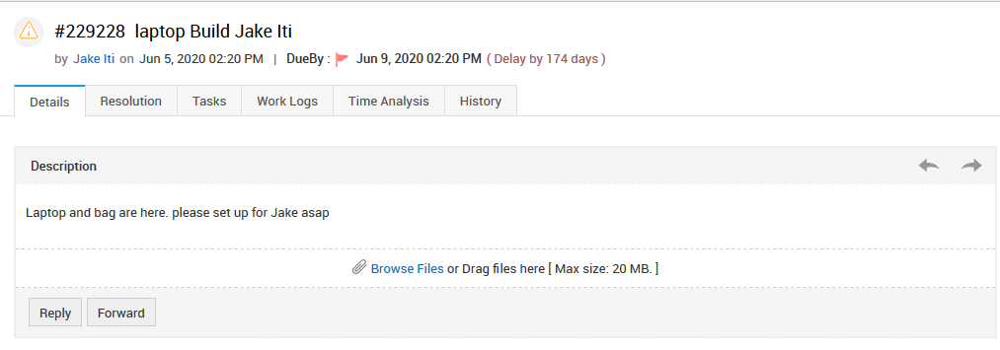 #229228 laptop Build Jake Iti
by Jake Iti on Jun 5, 2020 02:20 PM | DueBy : Jun 9, 2020 02:20 PM ( Delay by 174 days )
Details Resolution Tasks Work Logs Time Analysis History
Description
Laptop and bag are here. please set up for Jake asap
Browse Files or Drag files here [ Max size: 20 MB. ]
Reply Forward